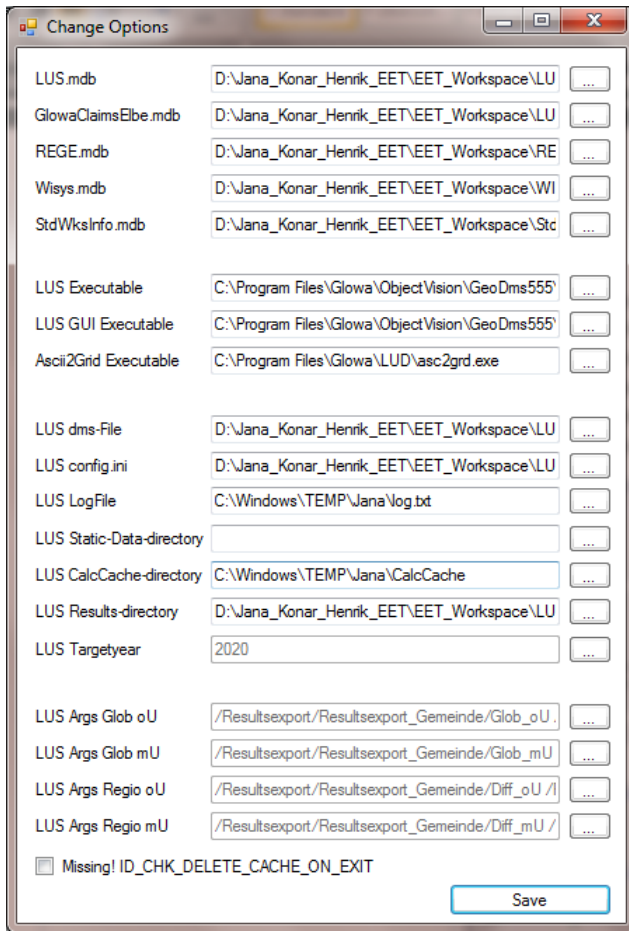 Change Options
LUS.mdb D:\Jana_Konar_Henrik_EET\EET_Workspace\LU ...
GlowaClaimsElbe.mdb D:\Jana_Konar_Henrik_EET\EET_Workspace\LU ...
REGE.mdb D:\Jana_Konar_Henrik_EET\EET_Workspace\RE ...
Wisys.mdb D:\Jana_Konar_Henrik_EET\EET_Workspace\WI ...
StdWksInfo.mdb D:\Jana_Konar_Henrik_EET\EET_Workspace\Std ...
LUS Executable C:\Program Files\Glowa\ObjectVision\GeoDms555\ ...
LUS GUI Executable C:\Program Files\Glowa\ObjectVision\GeoDms555\ ...
Ascii2Grid Executable C:\Program Files\Glowa\LUD\asc2grd.exe ...
LUS dms-File D:\Jana_Konar_Henrik_EET\EET_Workspace\LU ...
LUS config.ini D:\Jana_Konar_Henrik_EET\EET_Workspace\LU ...
LUS LogFile C:\Windows\TEMP\Jana\log.txt ...
LUS Static-Data-directory ...
LUS CalcCache-directory C:\Windows\TEMP\Jana\CalcCache ...
LUS Results-directory D:\Jana_Konar_Henrik_EET\EET_Workspace\LU ...
LUS Targetyear 2020 ...
LUS Args Glob oU /Resultsexport/Resultsexport_Gemeinde/Glob_oU ...
LUS Args Glob mU /Resultsexport/Resultsexport_Gemeinde/Glob_mU ...
LUS Args Regio oU /Resultsexport/Resultsexport_Gemeinde/Diff_oU / ...
LUS Args Regio mU /Resultsexport/Resultsexport_Gemeinde/Diff_mU / ...
Missing! ID_CHK_DELETE_CACHE_ON_EXIT
Save